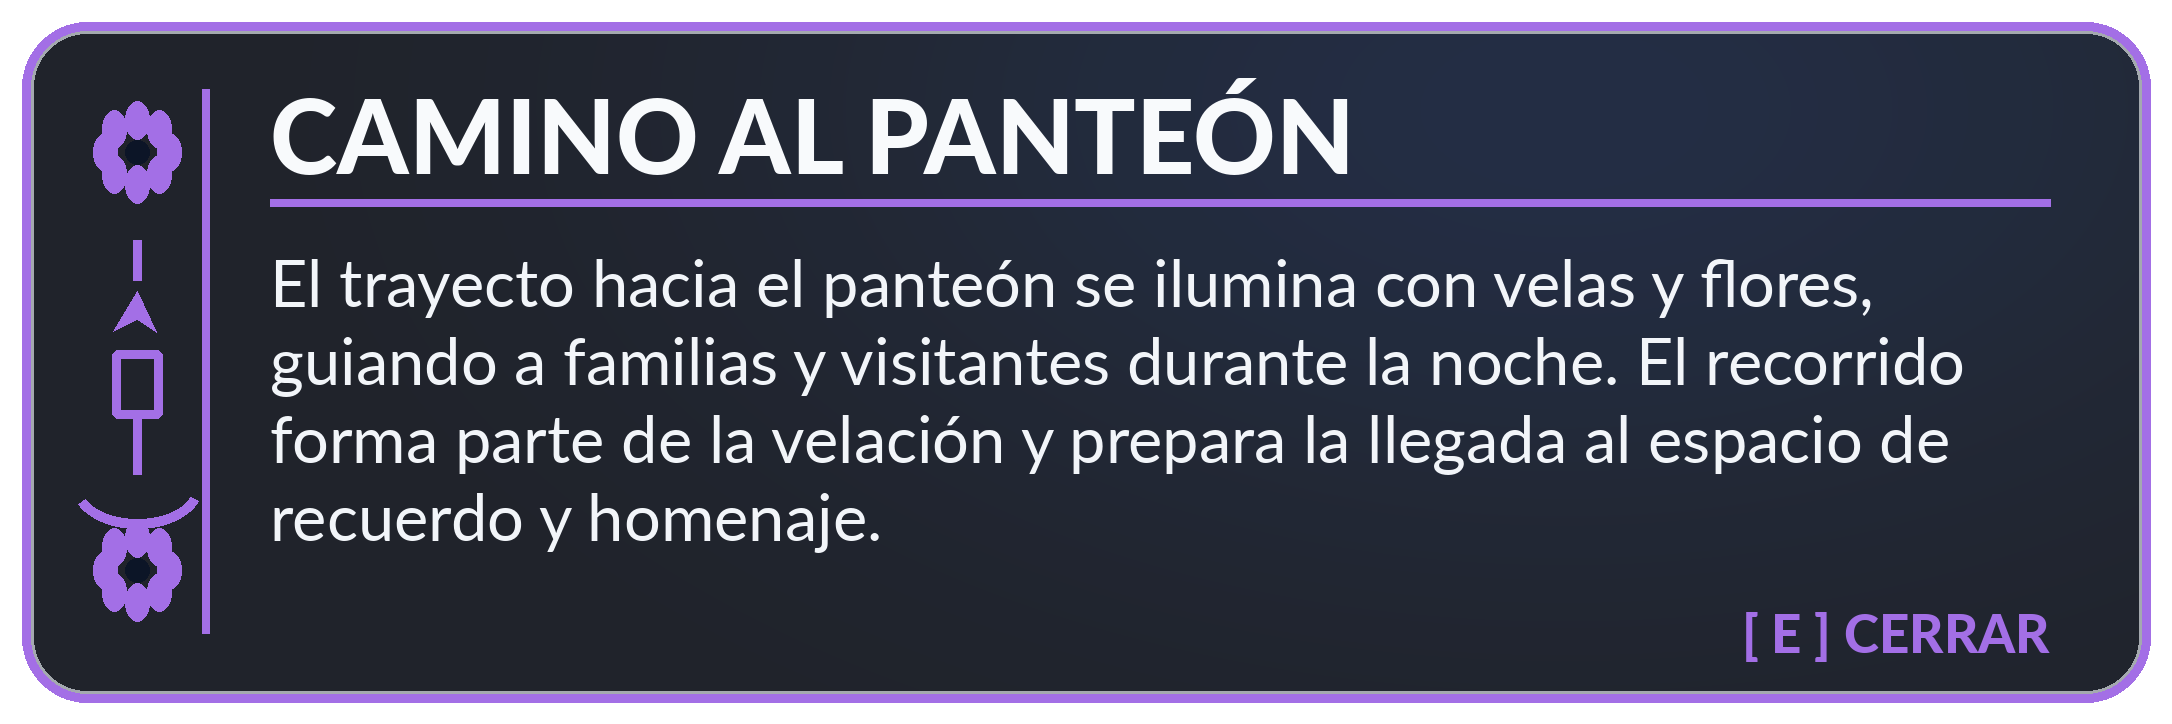 CAMINO AL PANTEÓN
El trayecto hacia el panteón se ilumina con velas y flores,
guiando a familias y visitantes durante la noche. El recorrido
forma parte de la velación y prepara la llegada al espacio de
recuerdo y homenaje.
[ E ] CERRAR